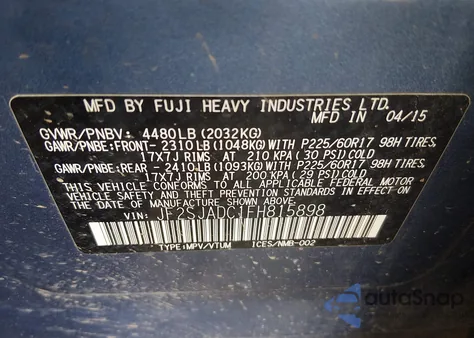 MFD BY FUJI HEAVY INDUSTRIES LTD. IN 04/15
GVWR/PNBV: 4480LB (2032KG)
GAWR/PNBE:FRONT-2310LB (1048KG) WITH P225/60R17 98H TIRES
17X7J RIMS AT 210 KPA (30 PSI) COLD
GAWR/PNBE:REAR -2410LB (1093KG) WITH P225/60R17 98H TIRES
17X7J RIMS AT 200 KPA (29 PSI) COLD
THIS VEHICLE CONFORMS TO ALL APPLICABLE FEDERAL MOTOR
VEHICLE SAFETY AND THEFT PREVENTION STANDARDS
IN EFFECT ON THE DATE OF MANUFACTURE SHOWN ABOVE.
JF2SJADC1FH815898
TYPE:MPV/VTUM ICES/NMB-002
autoSnap